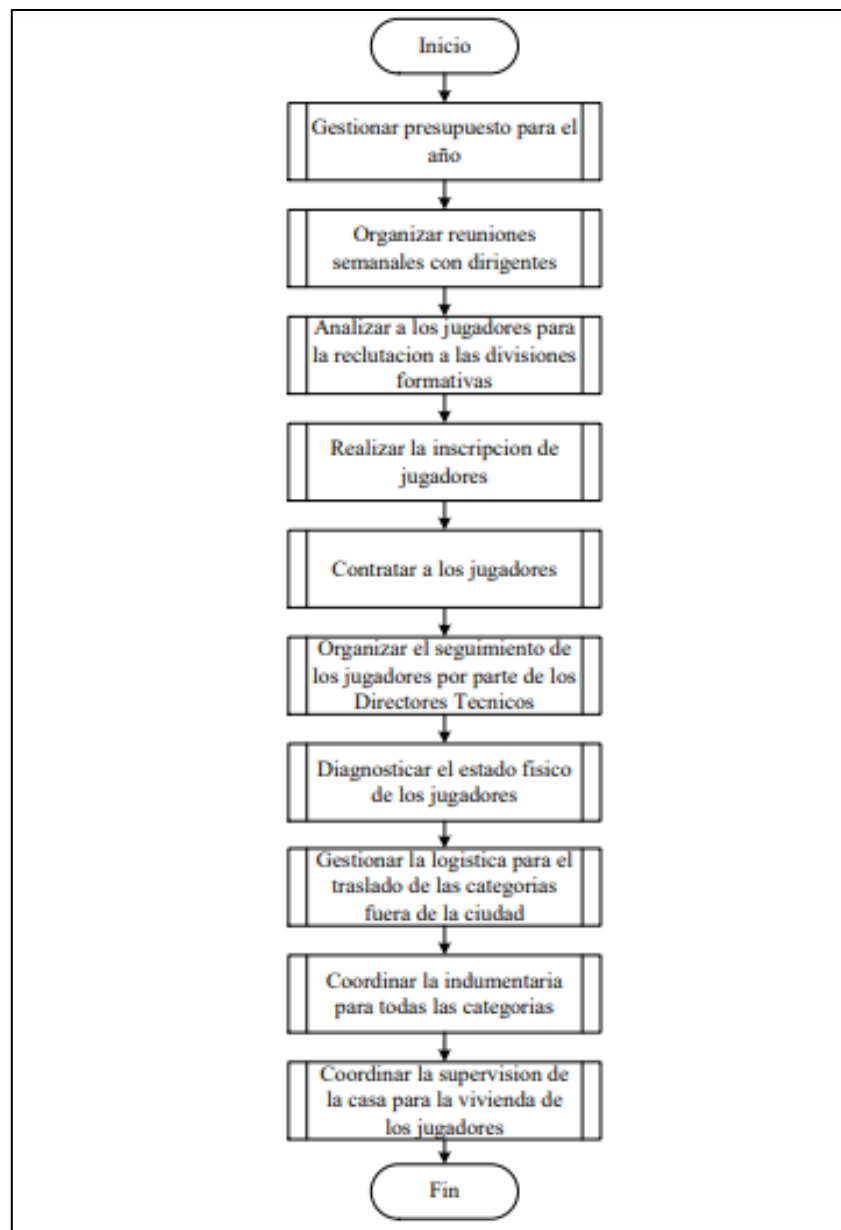 Inicio
Gestionar presupuesto para el
año
Organizar reuniones
semanales con dirigentes
Analizar a los jugadores para
la reclutacion a las divisiones
formativas
Realizar la inscripcion de
jugadores
Contratar a los jugadores
Organizar el seguimiento de
los jugadores por parte de los
Directores Tecnicos
Diagnosticar el estado fisico
de los jugadores
Gestionar la logistica para el
traslado de las categorias
fuera de la ciudad
Coordinar la indumentaria
para todas las categorias
Coordinar la supervision de
la casa para la vivienda de
los jugadores
Fin